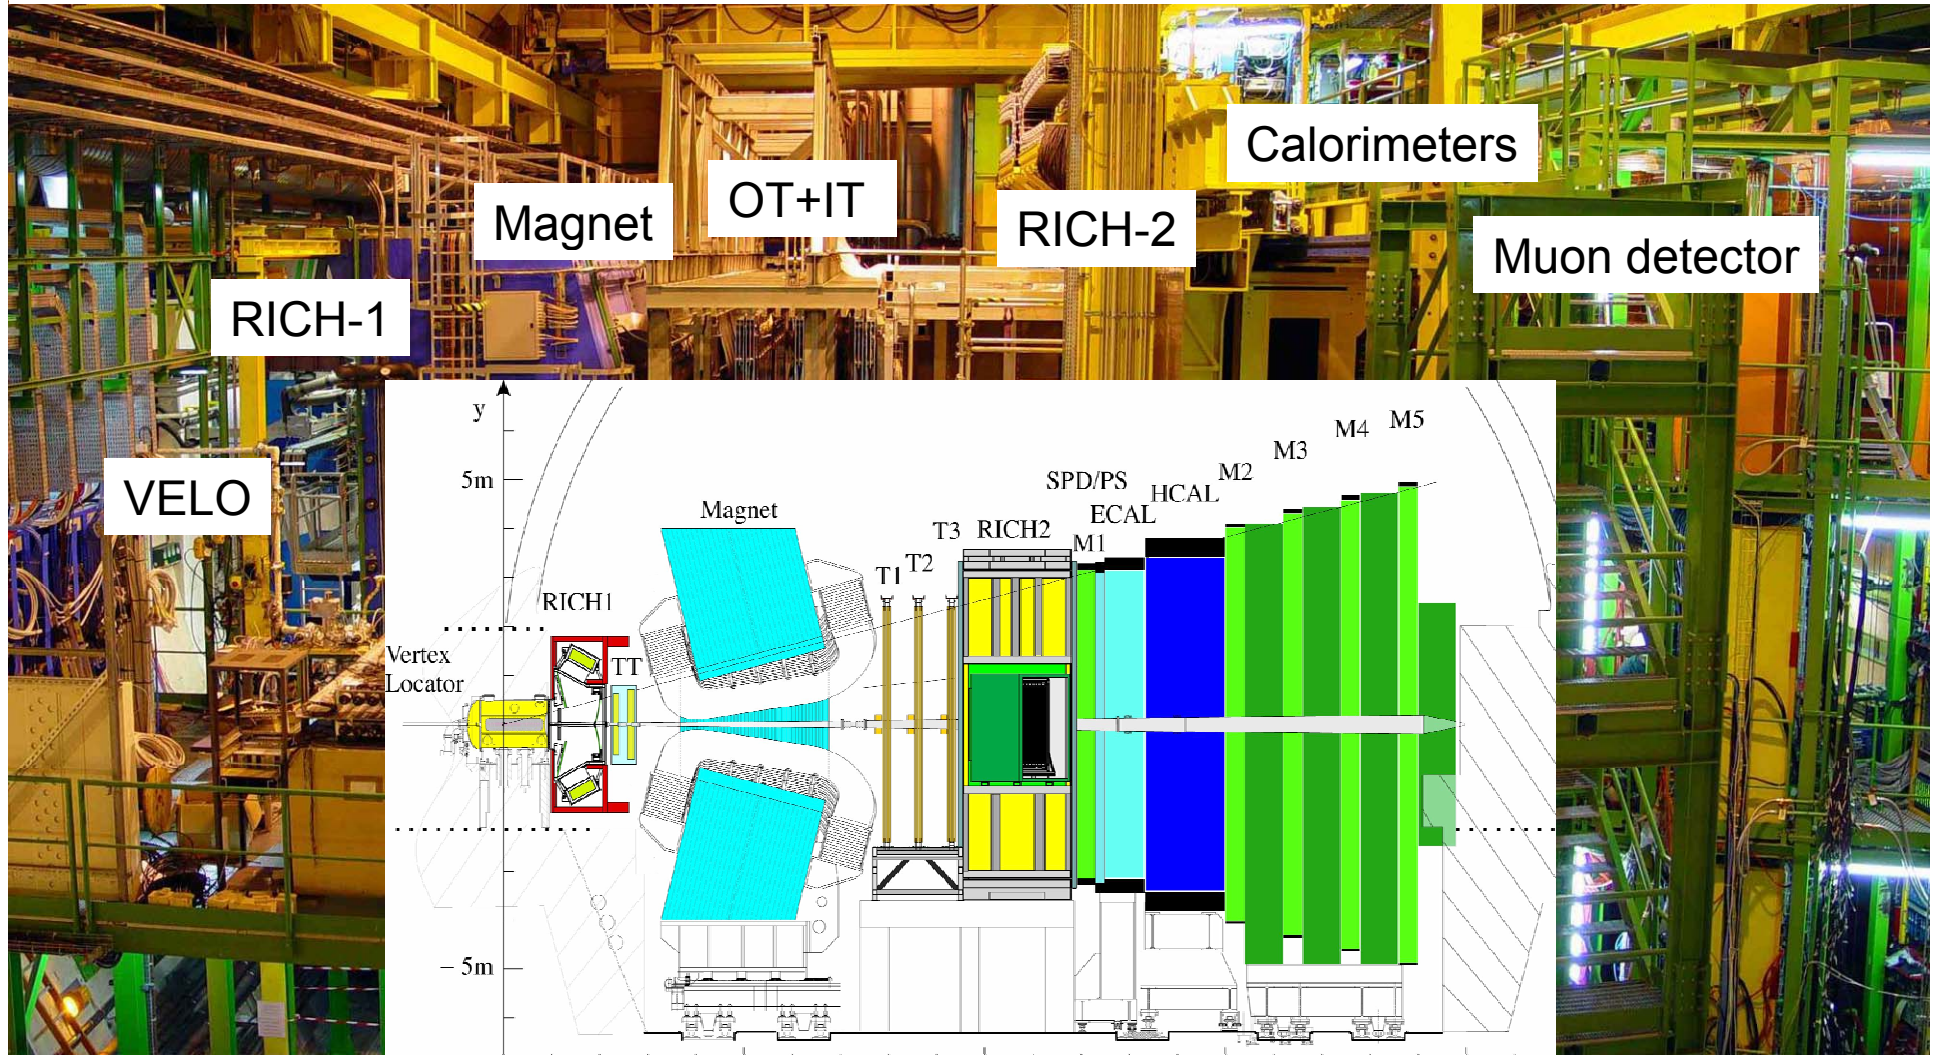 Calorimeters
OT+IT
Magnet
RICH-2
Muon detector
RICH-1
VELO
y
5m
M5
M4
M3
M2
SPD/PS
HCAL
ECAL
Magnet
T3
RICH2
M1
T2
T1
RICH1
TT
Vertex
Locator
– 5m